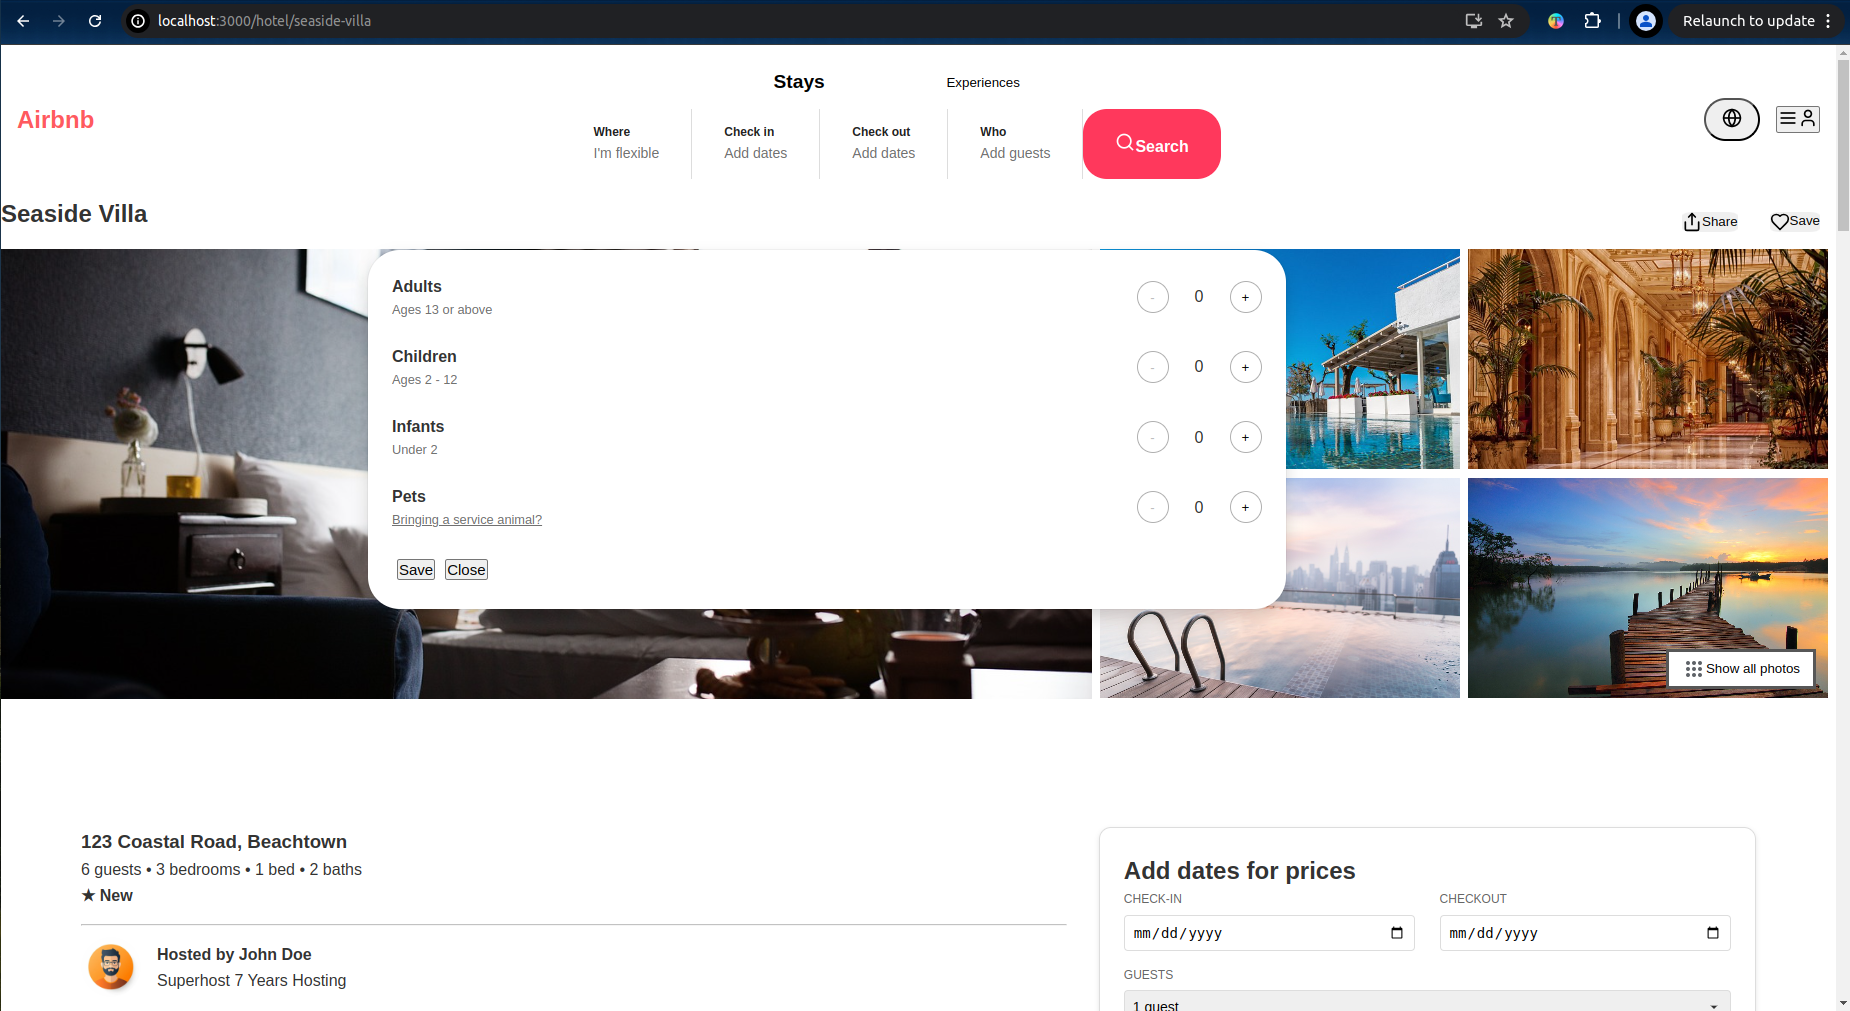 localhost:3000/hotel/seaside-villa
Relaunch to update
Stays
Experiences
Airbnb
Where
I'm flexible
Check in
Add dates
Check out
Add dates
Who
Add guests
Search
Seaside Villa
Share
Save
Adults
Ages 13 or above
- 0 +
Children
Ages 2 - 12
- 0 +
Infants
Under 2
- 0 +
Pets
Bringing a service animal?
- 0 +
Save Close
Show all photos
123 Coastal Road, Beachtown
6 guests • 3 bedrooms • 1 bed • 2 baths
★ New
Hosted by John Doe
Superhost 7 Years Hosting
Add dates for prices
CHECK-IN
mm/dd/yyyy
CHECKOUT
mm/dd/yyyy
GUESTS
1 guest